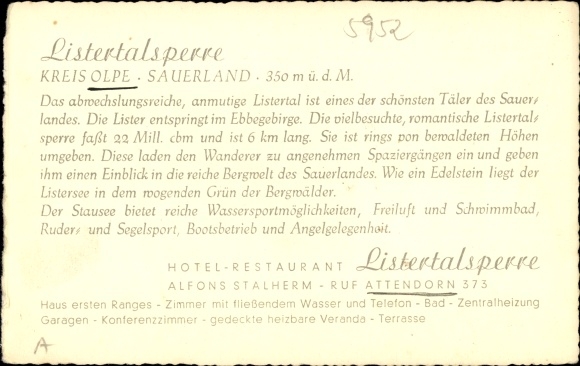 5952
Listertalsperre
KREIS OLPE · SAUERLAND · 350 m ü. d. M.
Das abwechslungsreiche, anmutige Listertal ist eines der schönsten Täler des Sauer-
landes. Die Lister entspringt im Ebbegebirge. Die vielbesuchte, romantische Listertal-
sperre faßt 22 Mill. cbm und ist 6 km lang. Sie ist rings von bewaldeten Höhen
umgeben. Diese laden den Wanderer zu angenehmen Spaziergängen ein und geben
ihm einen Einblick in die reiche Bergwelt des Sauerlandes. Wie ein Edelstein liegt der
Listersee in dem wogenden Grün der Bergwälder.
Der Stausee bietet reiche Wassersportmöglichkeiten, Freiluft und Schwimmbad,
Ruder- und Segelsport, Bootsbetrieb und Angelgelegenheit.
HOTEL-RESTAURANT Listertalsperre
ALFONS STALHERM - RUF ATTENDORN 373
Haus ersten Ranges - Zimmer mit fließendem Wasser und Telefon - Bad - Zentralheizung
Garagen - Konferenzzimmer - gedeckte heizbare Veranda - Terrasse
A